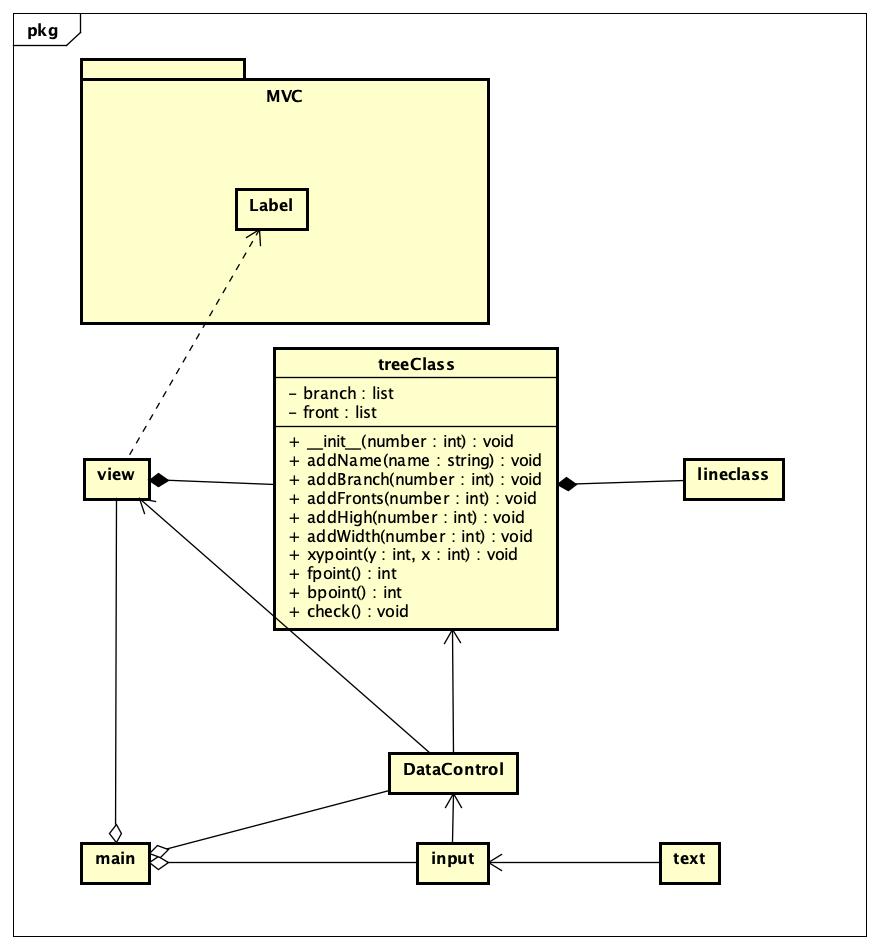 pkg
MVC
Label
treeClass
- branch : list
- front : list
+ __init__(number : int) : void
+ addName(name : string) : void
+ addBranch(number : int) : void
+ addFronts(number : int) : void
+ addHigh(number : int) : void
+ addWidth(number : int) : void
+ xypoint(y : int, x : int) : void
+ fpoint() : int
+ bpoint() : int
+ check() : void
view
lineclass
DataControl
main
input
text